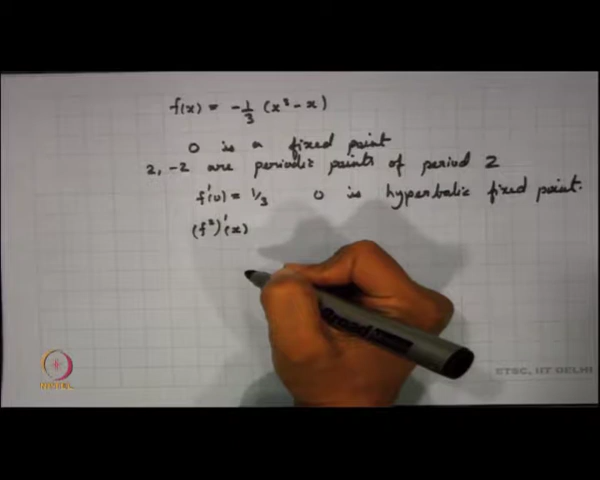 f(x) = -1/3 (x³ - x)
0 is a fixed point
2, -2 are periodic points of period 2
f'(0) = 1/3 0 is hyperbolic fixed point.
(f²)'(x)
Broad
NPTEL
ETSC, IIT DELHI